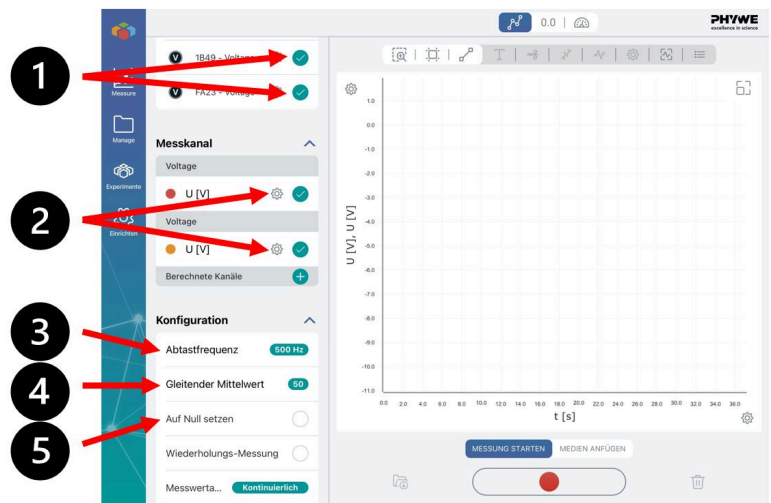 0.0
PHYWE
excellence in science
1
1B49 - Voltage
FA23 - Voltage
Measure
Manage
Experimente
Einrichten
2
Messkanal
Voltage
U [V]
Voltage
U [V]
Berechnete Kanäle
3
4
5
Konfiguration
Abtastfrequenz 500 Hz
Gleitender Mittelwert 50
Auf Null setzen
Wiederholungs-Messung
Messwerta... Kontinuierlich
T
U [V], U [V]
1.0
0.0
-1.0
-2.0
-3.0
-4.0
-5.0
-6.0
-7.0
-8.0
-9.0
-10.0
-11.0
0.0 2.0 4.0 6.0 8.0 10.0 12.0 14.0 16.0 18.0 20.0 22.0 24.0 26.0 28.0 30.0 32.0 34.0 36.0
t [s]
MESSUNG STARTEN MEDIEN ANFÜGEN